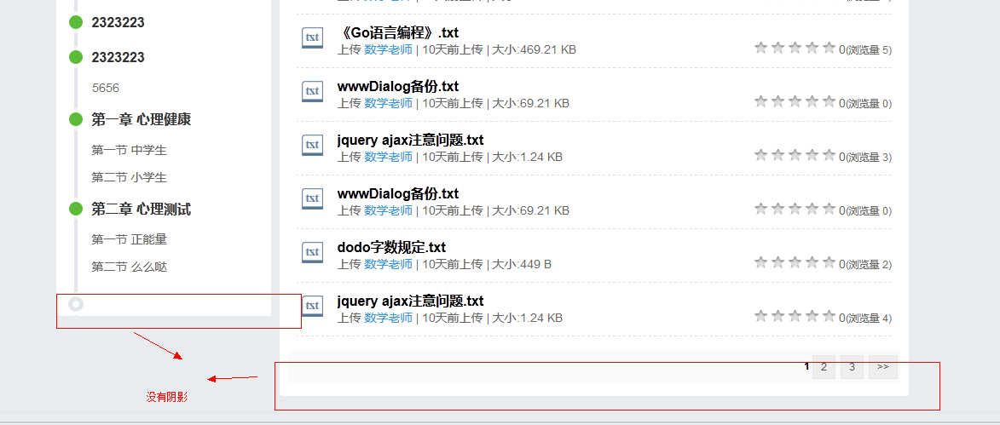 2323223
2323223
5656
第一章 心理健康
第一节 中学生
第二节 小学生
第二章 心理测试
第一节 正能量
第二节 么么哒
《Go语言编程》.txt
txt
上传 数学老师 | 10天前上传 | 大小:469.21 KB
0(浏览量 5)
wwwDialog备份.txt
txt
上传 数学老师 | 10天前上传 | 大小:69.21 KB
0(浏览量 0)
jquery ajax注意问题.txt
txt
上传 数学老师 | 10天前上传 | 大小:1.24 KB
0(浏览量 3)
wwwDialog备份.txt
txt
上传 数学老师 | 10天前上传 | 大小:69.21 KB
0(浏览量 0)
dodo字数规定.txt
txt
上传 数学老师 | 10天前上传 | 大小:449 B
0(浏览量 2)
jquery ajax注意问题.txt
txt
上传 数学老师 | 10天前上传 | 大小:1.24 KB
0(浏览量 4)
1 2 3 >>
没有阴影